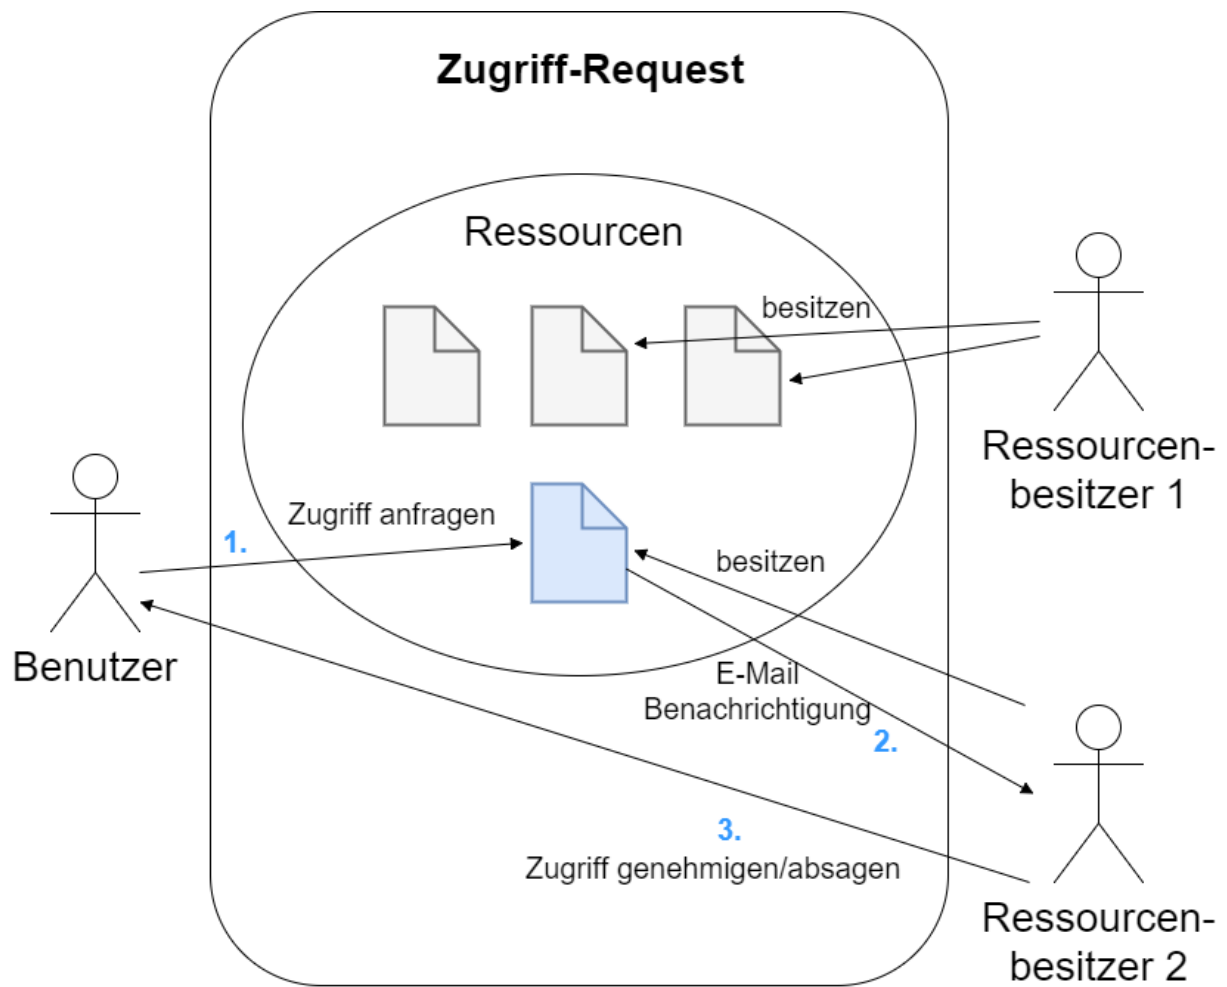 Zugriff-Request
Ressourcen
besitzen
Ressourcen-
besitzer 1
Zugriff anfragen
1.
besitzen
Benutzer
E-Mail
Benachrichtigung
2.
3.
Zugriff genehmigen/absagen
Ressourcen-
besitzer 2